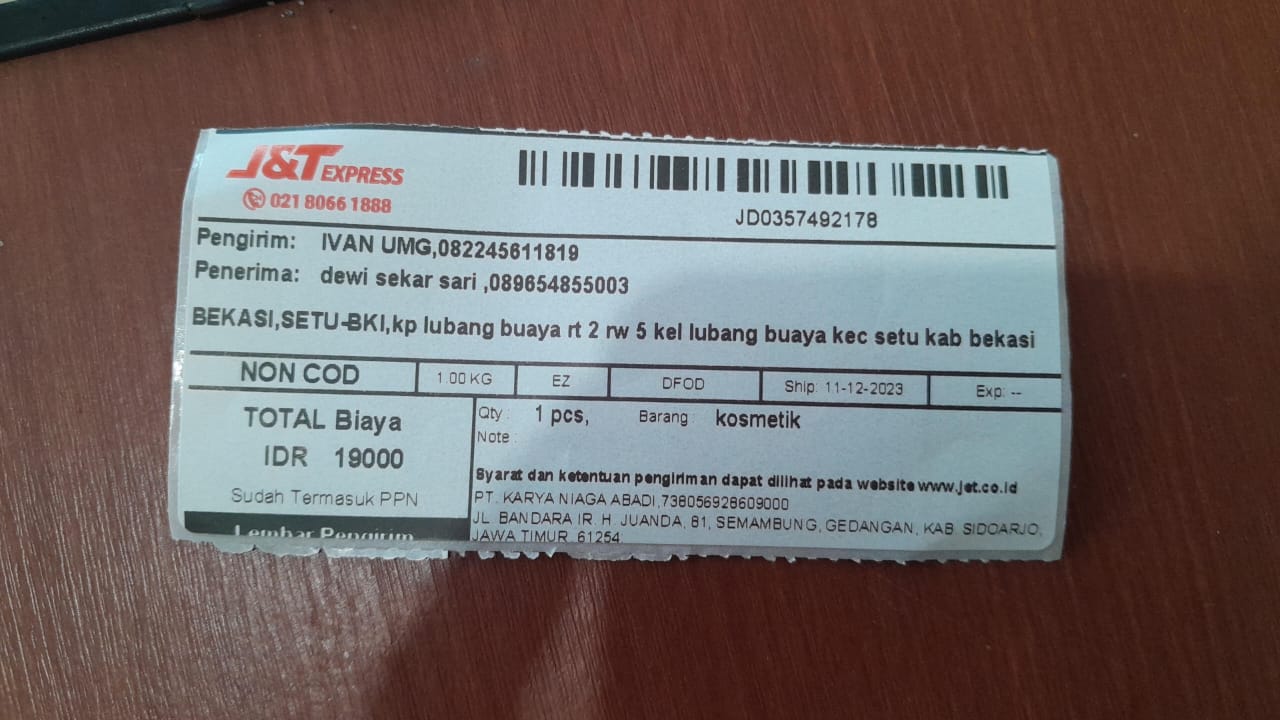 J&T EXPRESS
021 8066 1888
JD0357492178
Pengirim: IVAN UMG,082245611819
Penerima: dewi sekar sari ,089654855003
BEKASI,SETU-BKI,kp lubang buaya rt 2 rw 5 kel lubang buaya kec setu kab bekasi
NON COD 1.00 KG EZ DFOD Ship: 11-12-2023 Exp: --
TOTAL Biaya
IDR 19000
Sudah Termasuk PPN
Lembar Pengirim
Qty : 1 pcs, Barang : kosmetik
Note :
Syarat dan ketentuan pengiriman dapat dilihat pada website www.jet.co.id
PT. KARYA NIAGA ABADI,738056928609000
JL. BANDARA IR. H. JUANDA, 81, SEMAMBUNG, GEDANGAN, KAB. SIDOARJO,
JAWA TIMUR, 61254